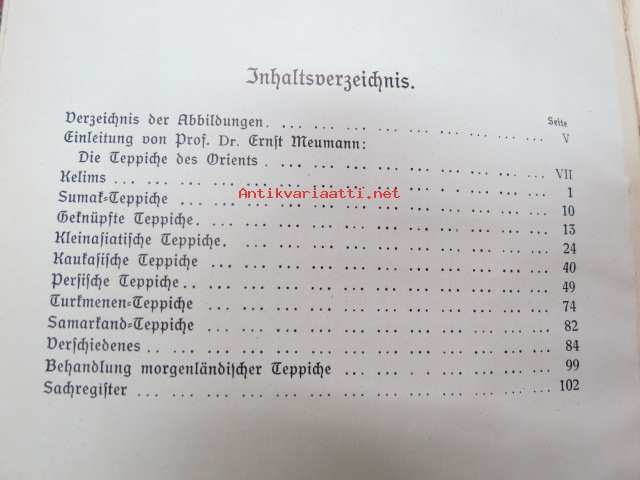 Inhaltsverzeichnis.
Seite
Verzeichnis der Abbildungen. . . . . . . . . . . . . . . . V
Einleitung von Prof. Dr. Ernst Meumann:
Die Teppiche des Orients . . . . . . . . . . . . . . . VII
Kelims . . . . . . . . . . . . . . . . . . . . 1
Antikvariaatti.net
Sumak-Teppiche . . . . . . . . . . . . . . . . . . 10
Geknüpfte Teppiche. . . . . . . . . . . . . . . . . 13
Kleinasiatische Teppiche. . . . . . . . . . . . . . . . 24
Kaukasische Teppiche . . . . . . . . . . . . . . . . 40
Persische Teppiche . . . . . . . . . . . . . . . . . 49
Turkmenen-Teppiche . . . . . . . . . . . . . . . . 74
Samarkand-Teppiche . . . . . . . . . . . . . . . . 82
Verschiedenes . . . . . . . . . . . . . . . . . . . 84
Behandlung morgenländischer Teppiche . . . . . . . . . . . 99
Sachregister . . . . . . . . . . . . . . . . . . . 102